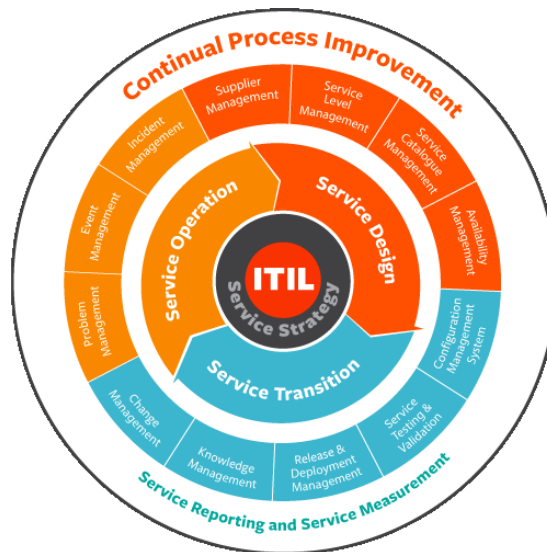 Continual Process Improvement
Supplier
Management
Service
Level
Management
Service
Catalogue
Management
Availability
Management
Configuration
Management
System
Service
Testing &
Validation
Release &
Deployment
Management
Knowledge
Management
Change
Management
Problem
Management
Event
Management
Incident
Management
Service Operation
Service Design
Service Transition
ITIL
Service Strategy
Service Reporting and Service Measurement